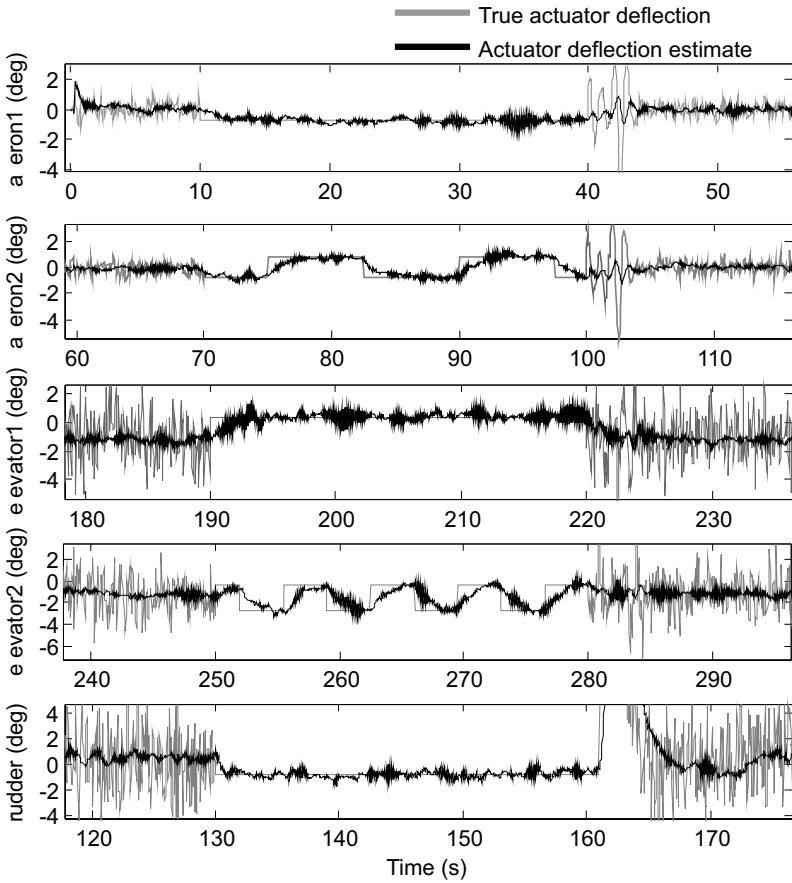 True actuator deflection
Actuator deflection estimate
a eron1 (deg)
2
0
-2
-4
0 10 20 30 40 50
a eron2 (deg)
2
0
-2
-4
60 70 80 90 100 110
e evator1 (deg)
2
0
-2
-4
180 190 200 210 220 230
e evator2 (deg)
2
0
-2
-4
-6
240 250 260 270 280 290
rudder (deg)
4
2
0
-2
-4
120 130 140 150 160 170
Time (s)